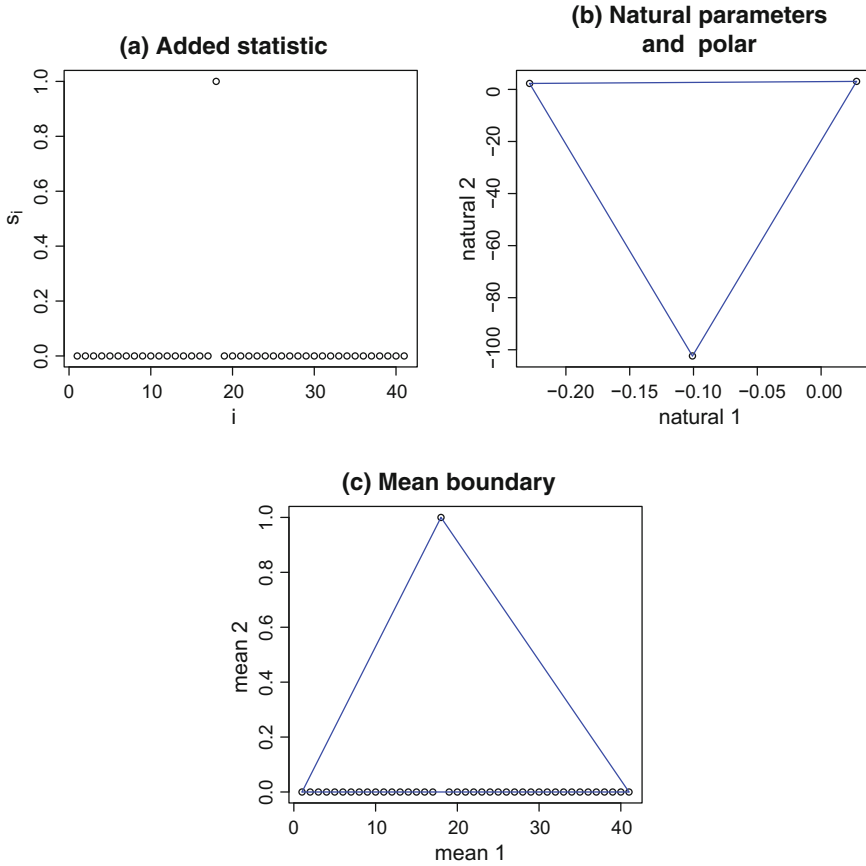 (a) Added statistic
1.0
0.8
0.6
0.4
0.2
0.0
si
0 10 20 30 40
i
(b) Natural parameters
and polar
0
−20
−40
−60
−80
−100
natural 2
−0.20 −0.15 −0.10 −0.05 0.00
natural 1
(c) Mean boundary
1.0
0.8
0.6
0.4
0.2
0.0
mean 2
0 10 20 30 40
mean 1